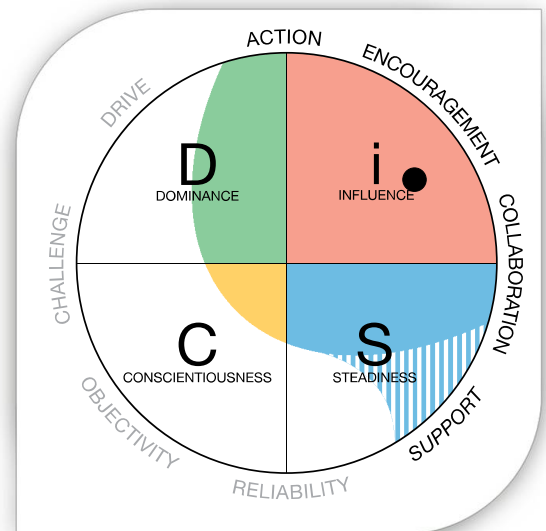 ACTION
ENCOURAGEMENT
DRIVE
D
DOMINANCE
i
INFLUENCE
CHALLENGE
COLLABORATION
C
CONSCIENTIOUSNESS
S
STEADINESS
OBJECTIVITY
SUPPORT
RELIABILITY